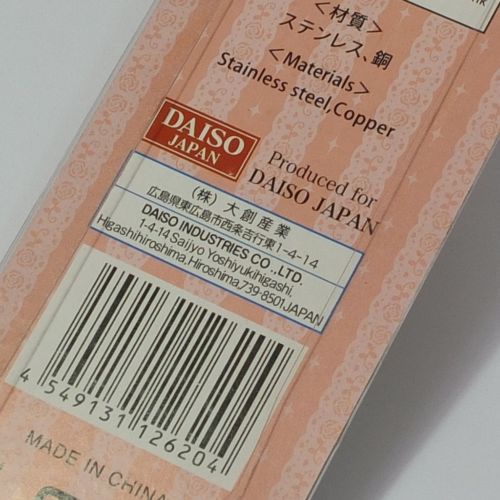 <材質>
ステンレス、銅
<Materials>
Stainless steel,Copper
DAISO
JAPAN
Produced for
DAISO JAPAN
(株) 大創産業
広島県東広島市西条吉行東1-4-14
DAISO INDUSTRIES CO.,LTD.
1-4-14 Saijyo Yoshiyukihigashi,
Higashihiroshima,Hiroshima,739-8501,JAPAN
4 549131 126204
MADE IN CHINA